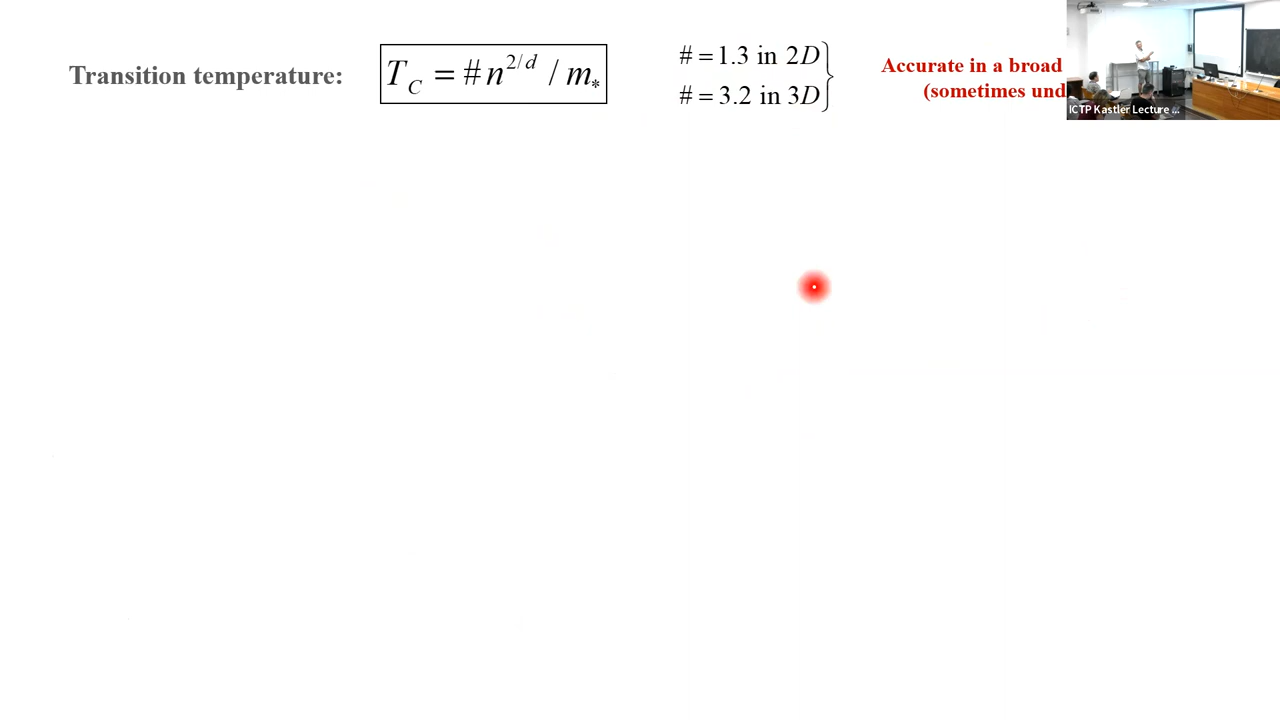 Transition temperature:
T_C = # n^{2/d} / m_*
# = 1.3 in 2D
# = 3.2 in 3D
Accurate in a broad
(sometimes
ICTP Kastler Lecture ...